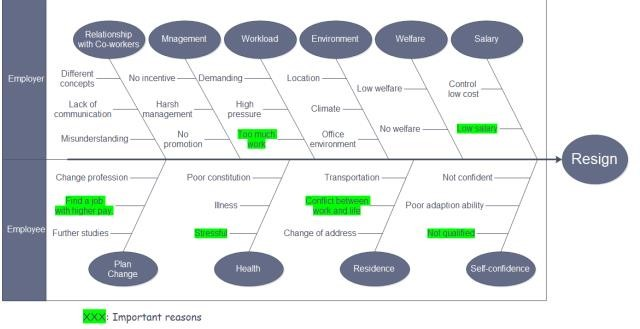 Relationship
with Co-workers
Mnagement
Workload
Environment
Welfare
Salary
Employer
Different
concepts
Lack of
communication
Misunderstanding
No incentive
Harsh
management
No
promotion
Demanding
High
pressure
Too much
work
Location
Climate
Office
environment
Low welfare
No welfare
Control
low cost
Low salary
Resign
Employee
Change profession
Find a job
with higher pay
Further studies
Poor constitution
Illness
Stressful
Transportation
Conflict between
work and life
Change of address
Not confident
Poor adaption ability
Not qualified
Plan
Change
Health
Residence
Self-confidence
XXX: Important reasons